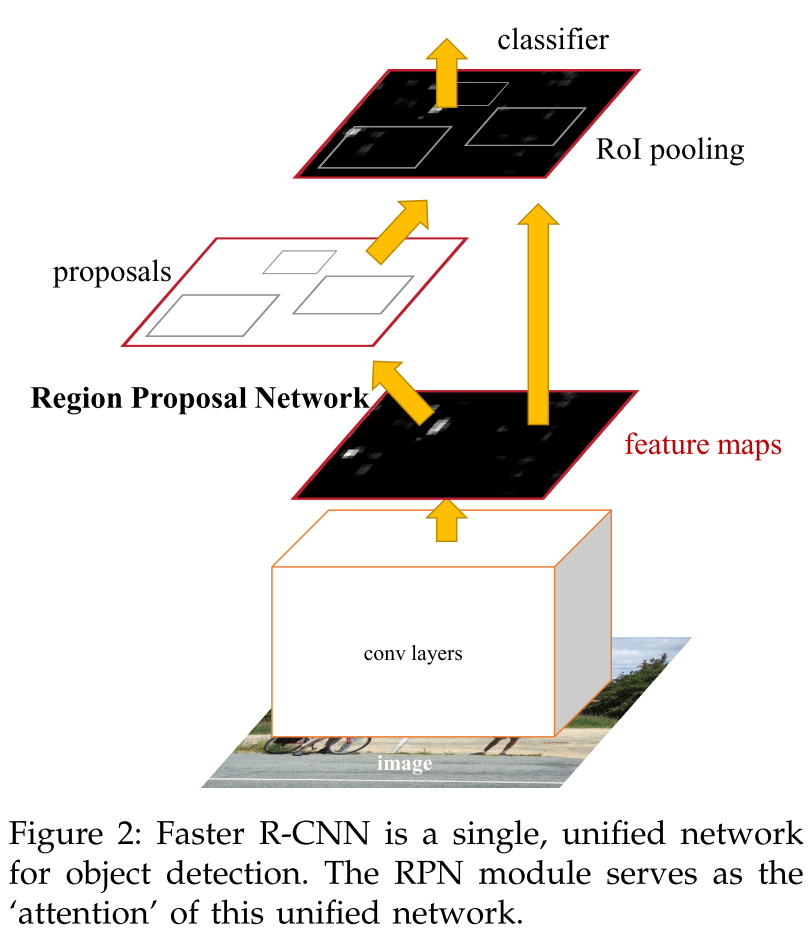 classifier
RoI pooling
proposals
Region Proposal Network
feature maps
conv layers
image
Figure 2: Faster R-CNN is a single, unified network
for object detection. The RPN module serves as the
‘attention’ of this unified network.